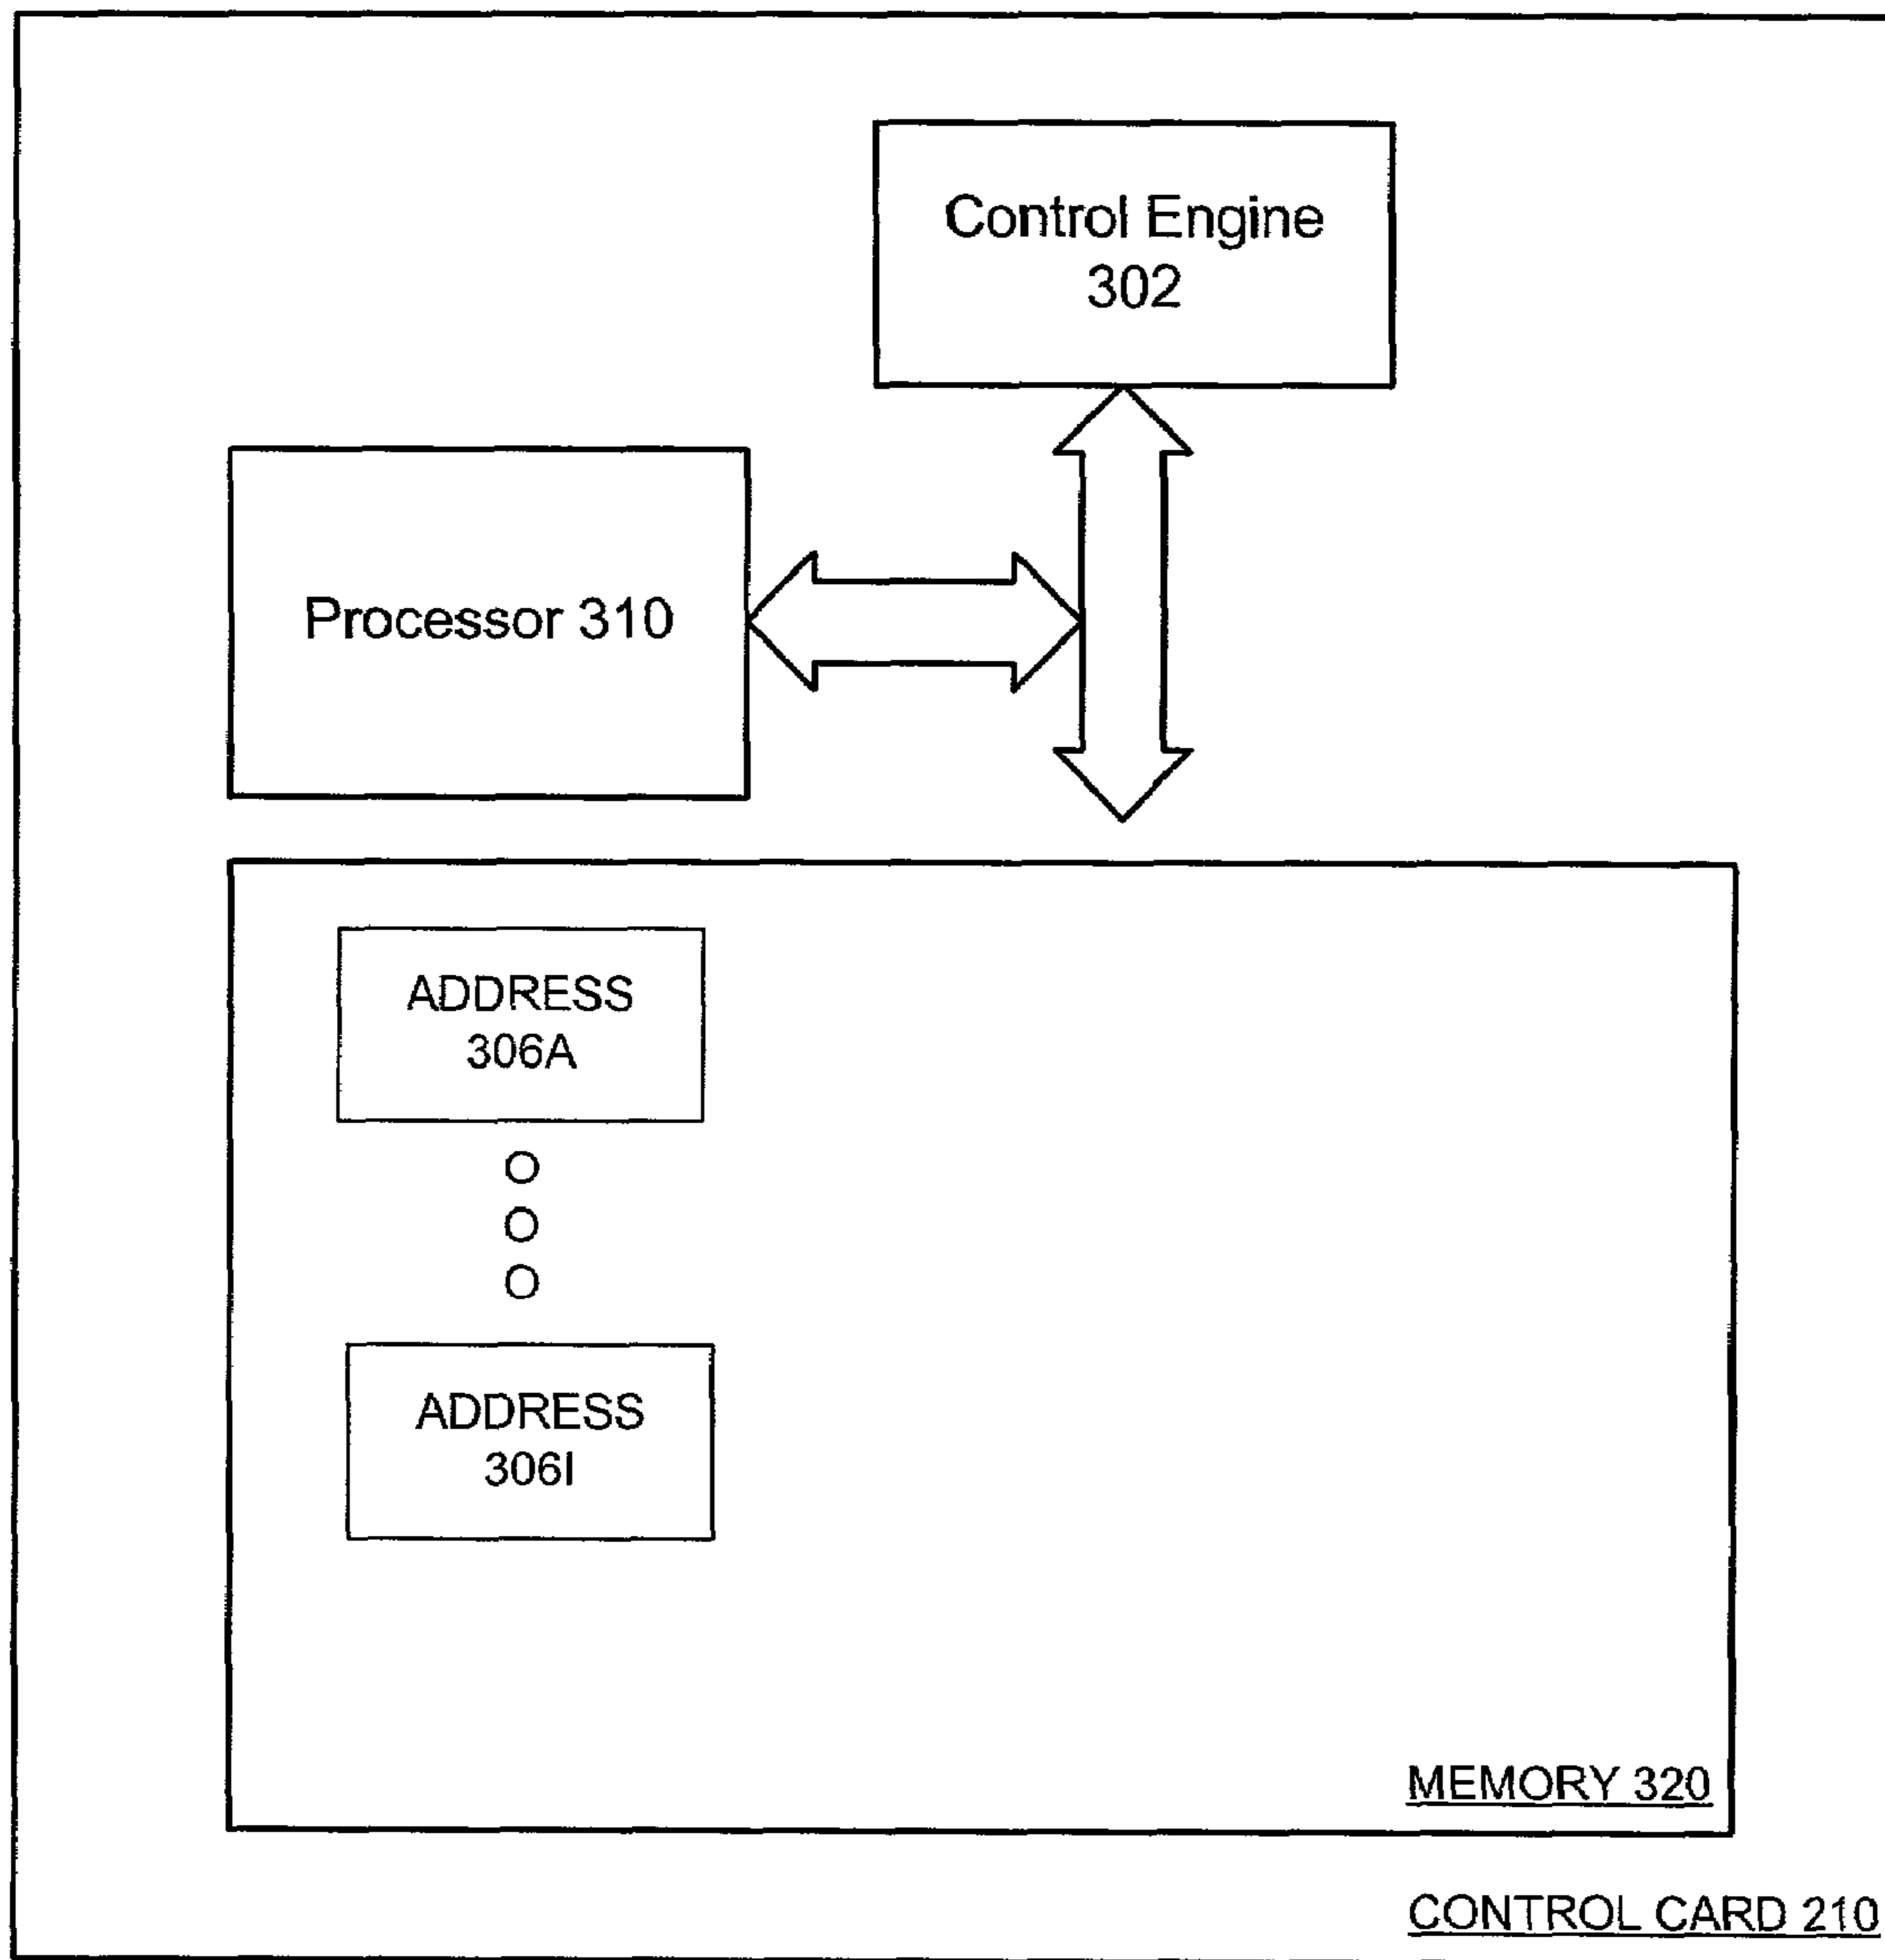 Control Engine
302
Processor 310
ADDRESS
306A
ADDRESS
306I
MEMORY 320
CONTROL CARD 210